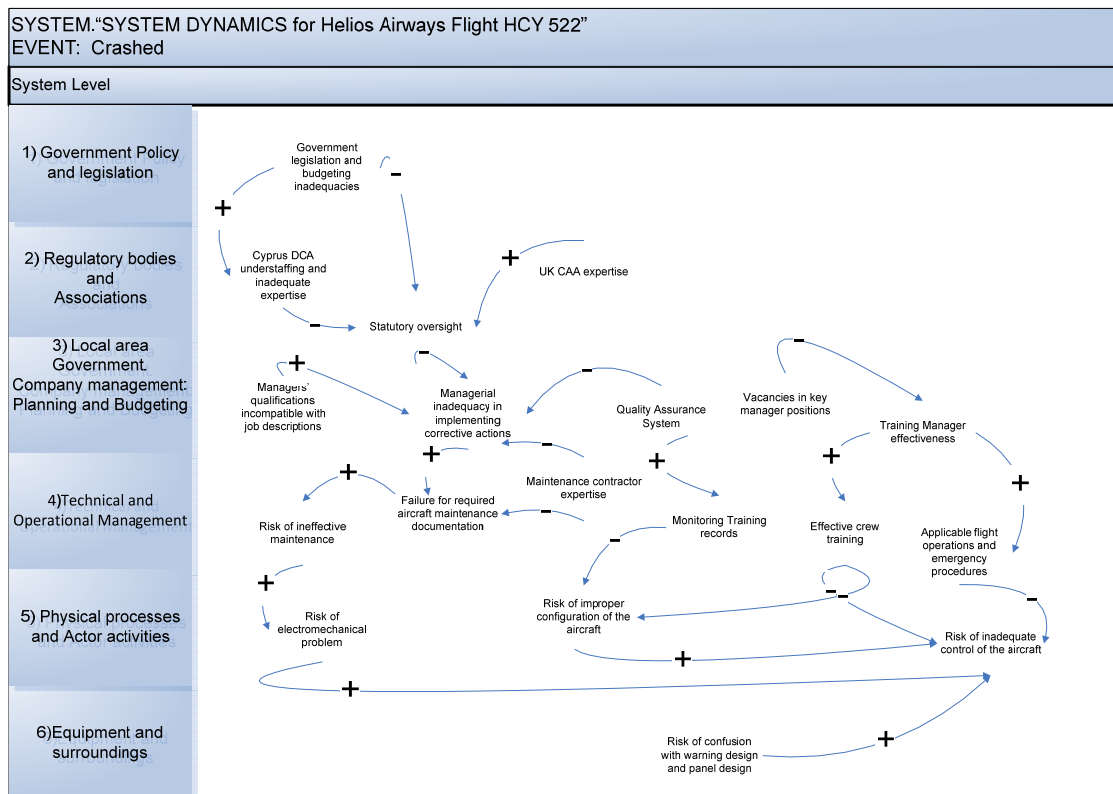 SYSTEM.“SYSTEM DYNAMICS for Helios Airways Flight HCY 522”
EVENT: Crashed
System Level
1) Government Policy
and legislation
2) Regulatory bodies
and
Associations
3) Local area
Government.
Company management:
Planning and Budgeting
4)Technical and
Operational Management
5) Physical processes
and Actor activities
6)Equipment and
surroundings
Government
legislation and
budgeting
inadequacies
-
+
Cyprus DCA
understaffing and
inadequate
expertise
+
UK CAA expertise
-
Statutory oversight
-
+
Managers’
qualifications
incompatible with
job descriptions
Managerial
inadequacy in
implementing
corrective actions
-
Quality Assurance
System
-
Vacancies in key
manager positions
Training Manager
effectiveness
+
-
+
+
+
+
Maintenance contractor
expertise
-
Failure for required
aircraft maintenance
documentation
Risk of ineffective
maintenance
Monitoring Training
records
-
Effective crew
training
Applicable flight
operations and
emergency
procedures
+
Risk of
electromechanical
problem
Risk of improper
configuration of the
aircraft
-
-
-
Risk of inadequate
control of the aircraft
+
+
Risk of confusion
with warning design
and panel design
+